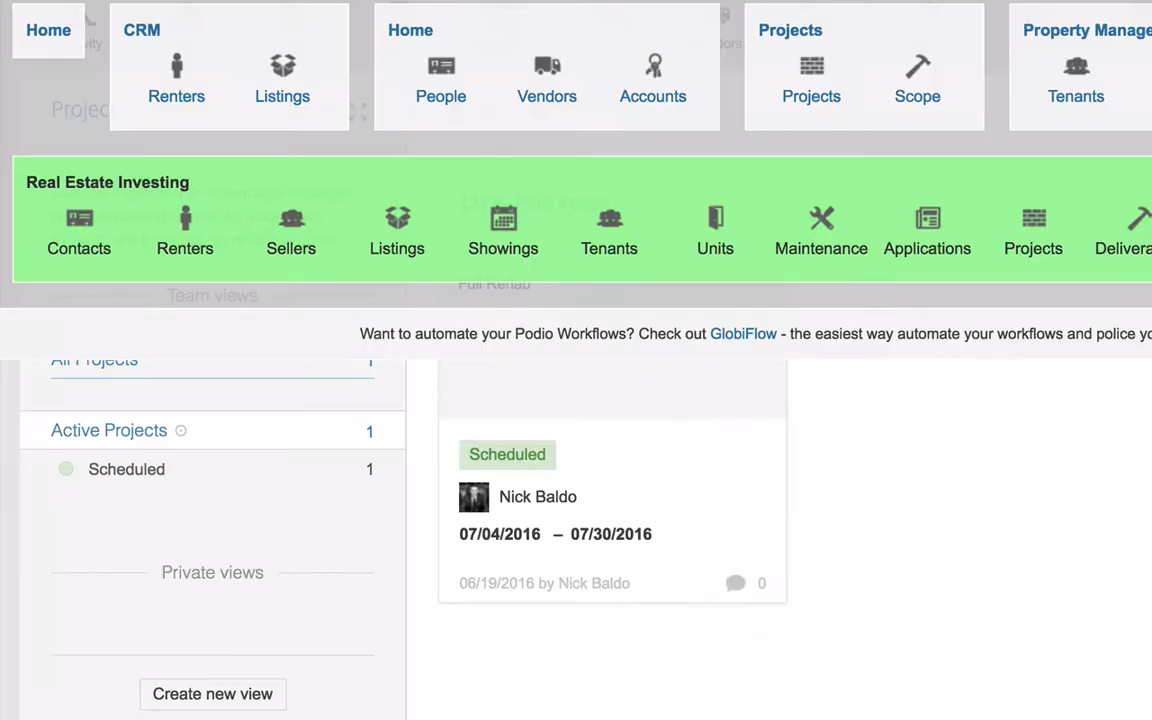 Home
CRM
Renters
Listings
Home
People
Vendors
Accounts
Projects
Projects
Scope
Property Manage
Tenants
Projec
Real Estate Investing
Contacts
Renters
Sellers
Listings
Showings
Tenants
Units
Maintenance
Applications
Projects
Delivera
Full Rehab
Team views
Want to automate your Podio Workflows? Check out GlobiFlow - the easiest way automate your workflows and police yo
All Projects 1
Active Projects 1
Scheduled 1
Private views
Create new view
Scheduled
Nick Baldo
07/04/2016 – 07/30/2016
06/19/2016 by Nick Baldo 0